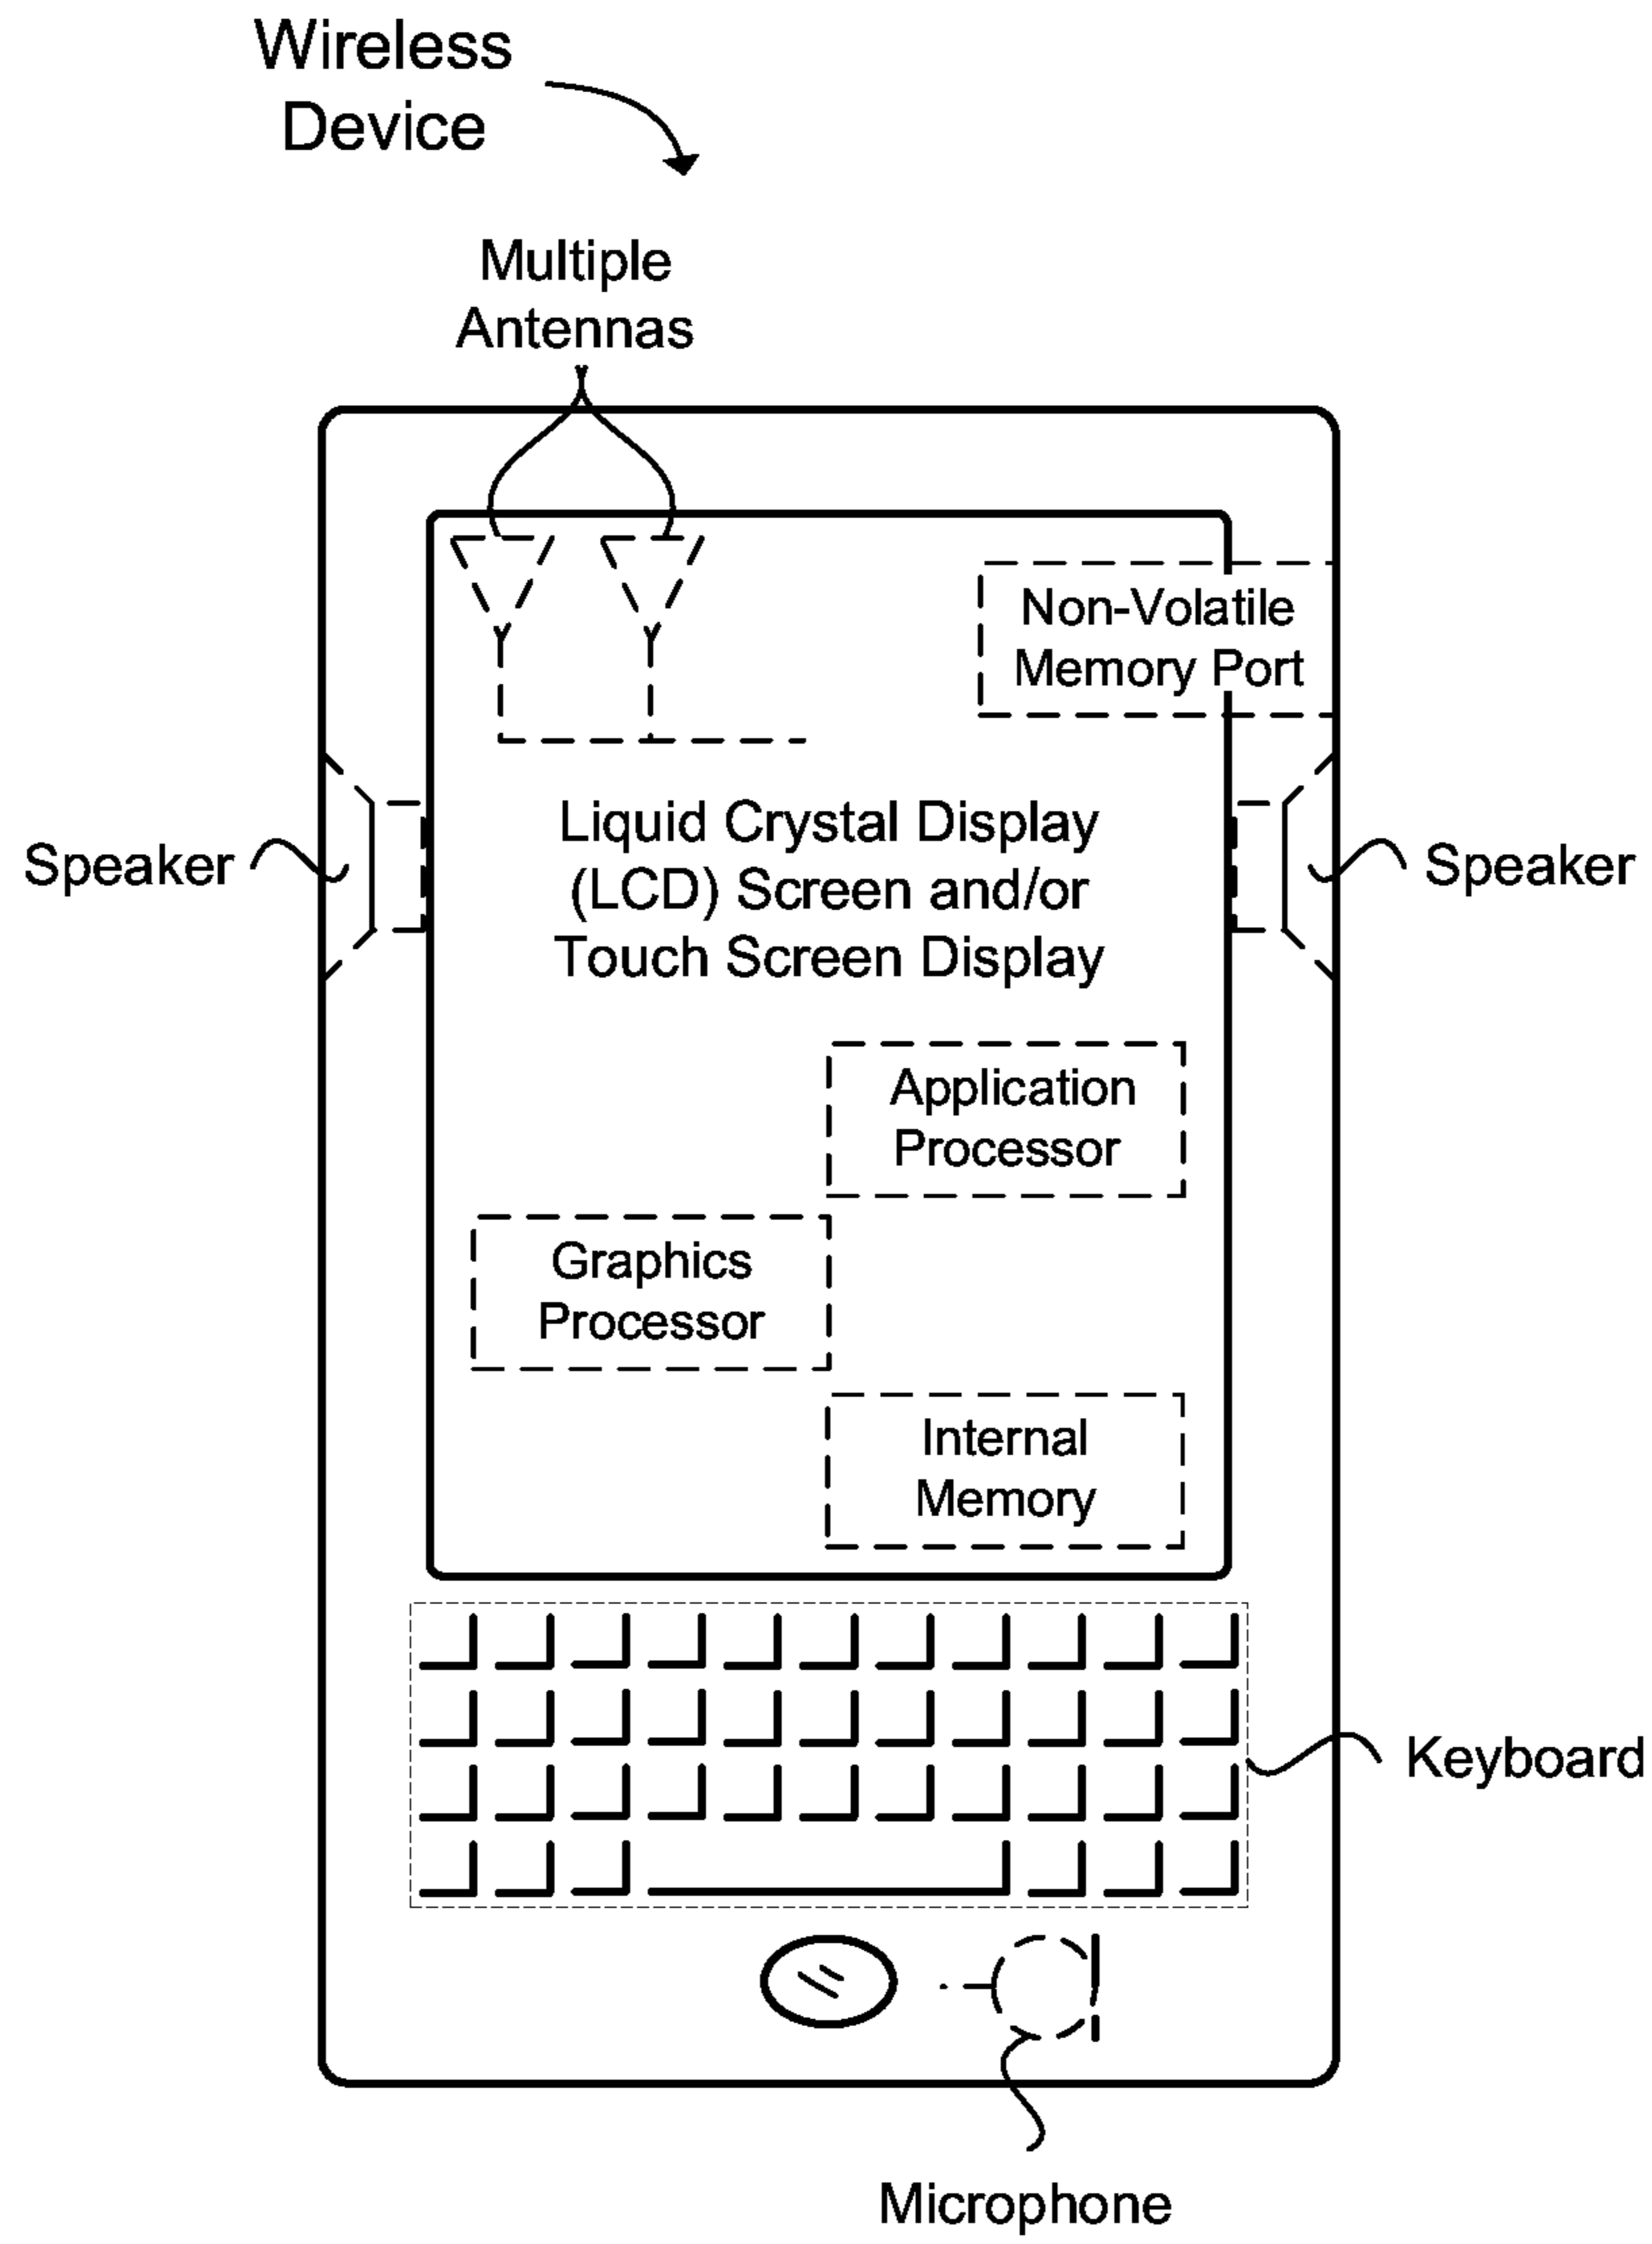 Wireless
Device
Multiple
Antennas
Non-Volatile
Memory Port
Speaker
Liquid Crystal Display
(LCD) Screen and/or
Touch Screen Display
Speaker
Application
Processor
Graphics
Processor
Internal
Memory
Keyboard
Microphone